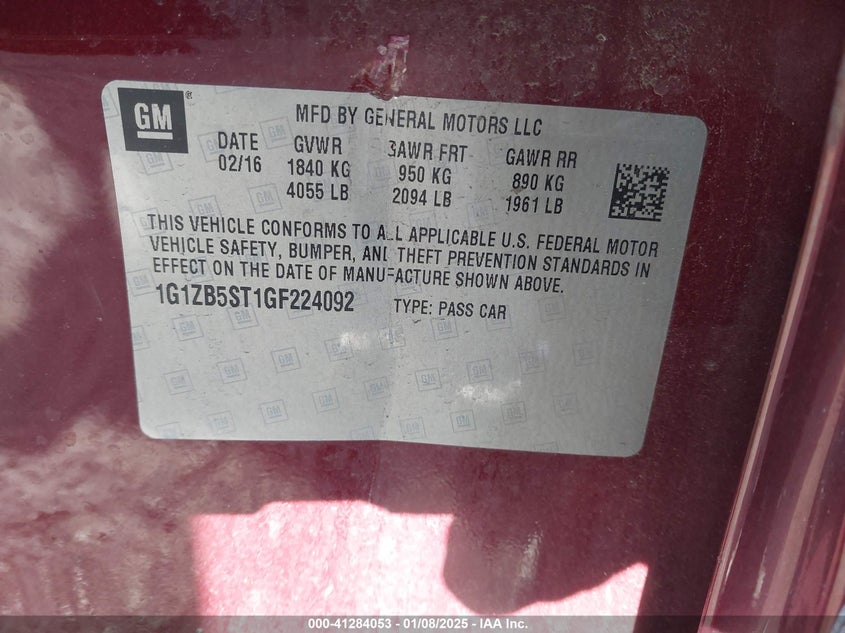 GM®
MFD BY GENERAL MOTORS LLC
DATE GVWR GAWR FRT GAWR RR
02/16 1840 KG 950 KG 890 KG
4055 LB 2094 LB 1961 LB
THIS VEHICLE CONFORMS TO ALL APPLICABLE U.S. FEDERAL MOTOR
VEHICLE SAFETY, BUMPER, AND THEFT PREVENTION STANDARDS IN
EFFECT ON THE DATE OF MANUFACTURE SHOWN ABOVE.
1G1ZB5ST1GF224092 TYPE: PASS CAR
000-41284053 - 01/08/2025 - IAA Inc.